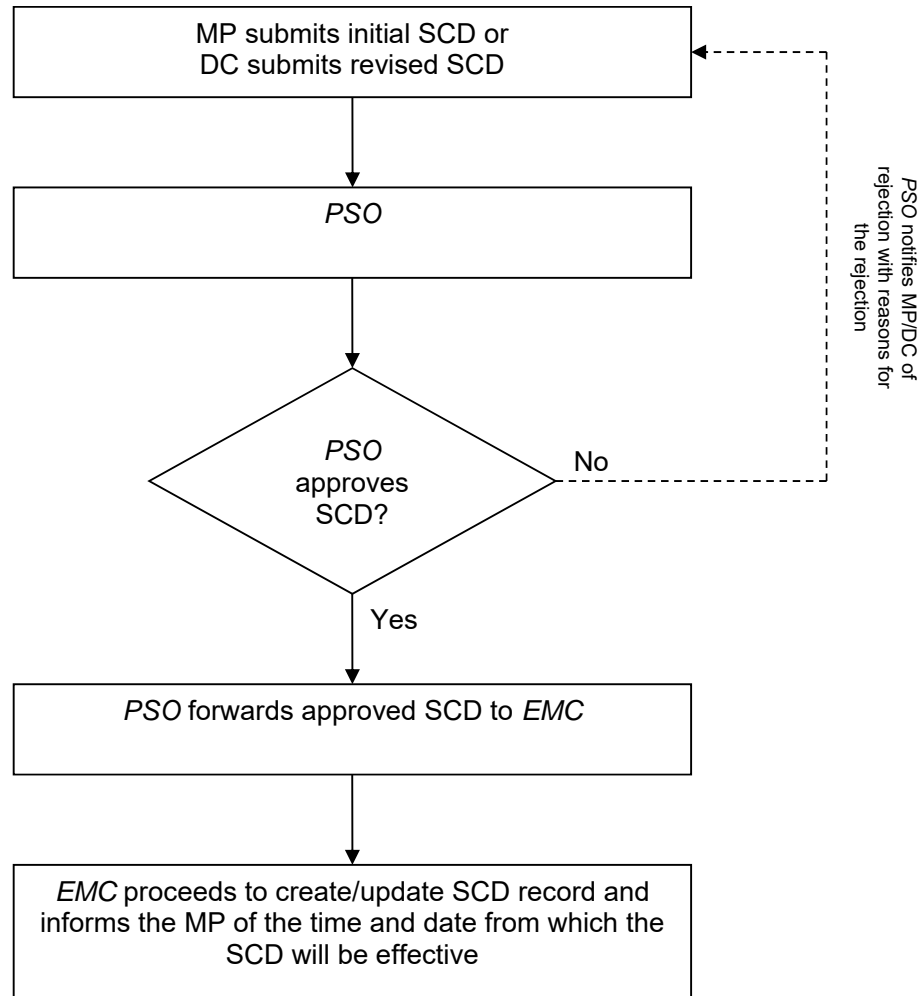 MP submits initial SCD or
DC submits revised SCD
PSO
PSO
approves
SCD?
No
PSO notifies MP/DC of
rejection with reasons for
the rejection
Yes
PSO forwards approved SCD to EMC
EMC proceeds to create/update SCD record and
informs the MP of the time and date from which the
SCD will be effective